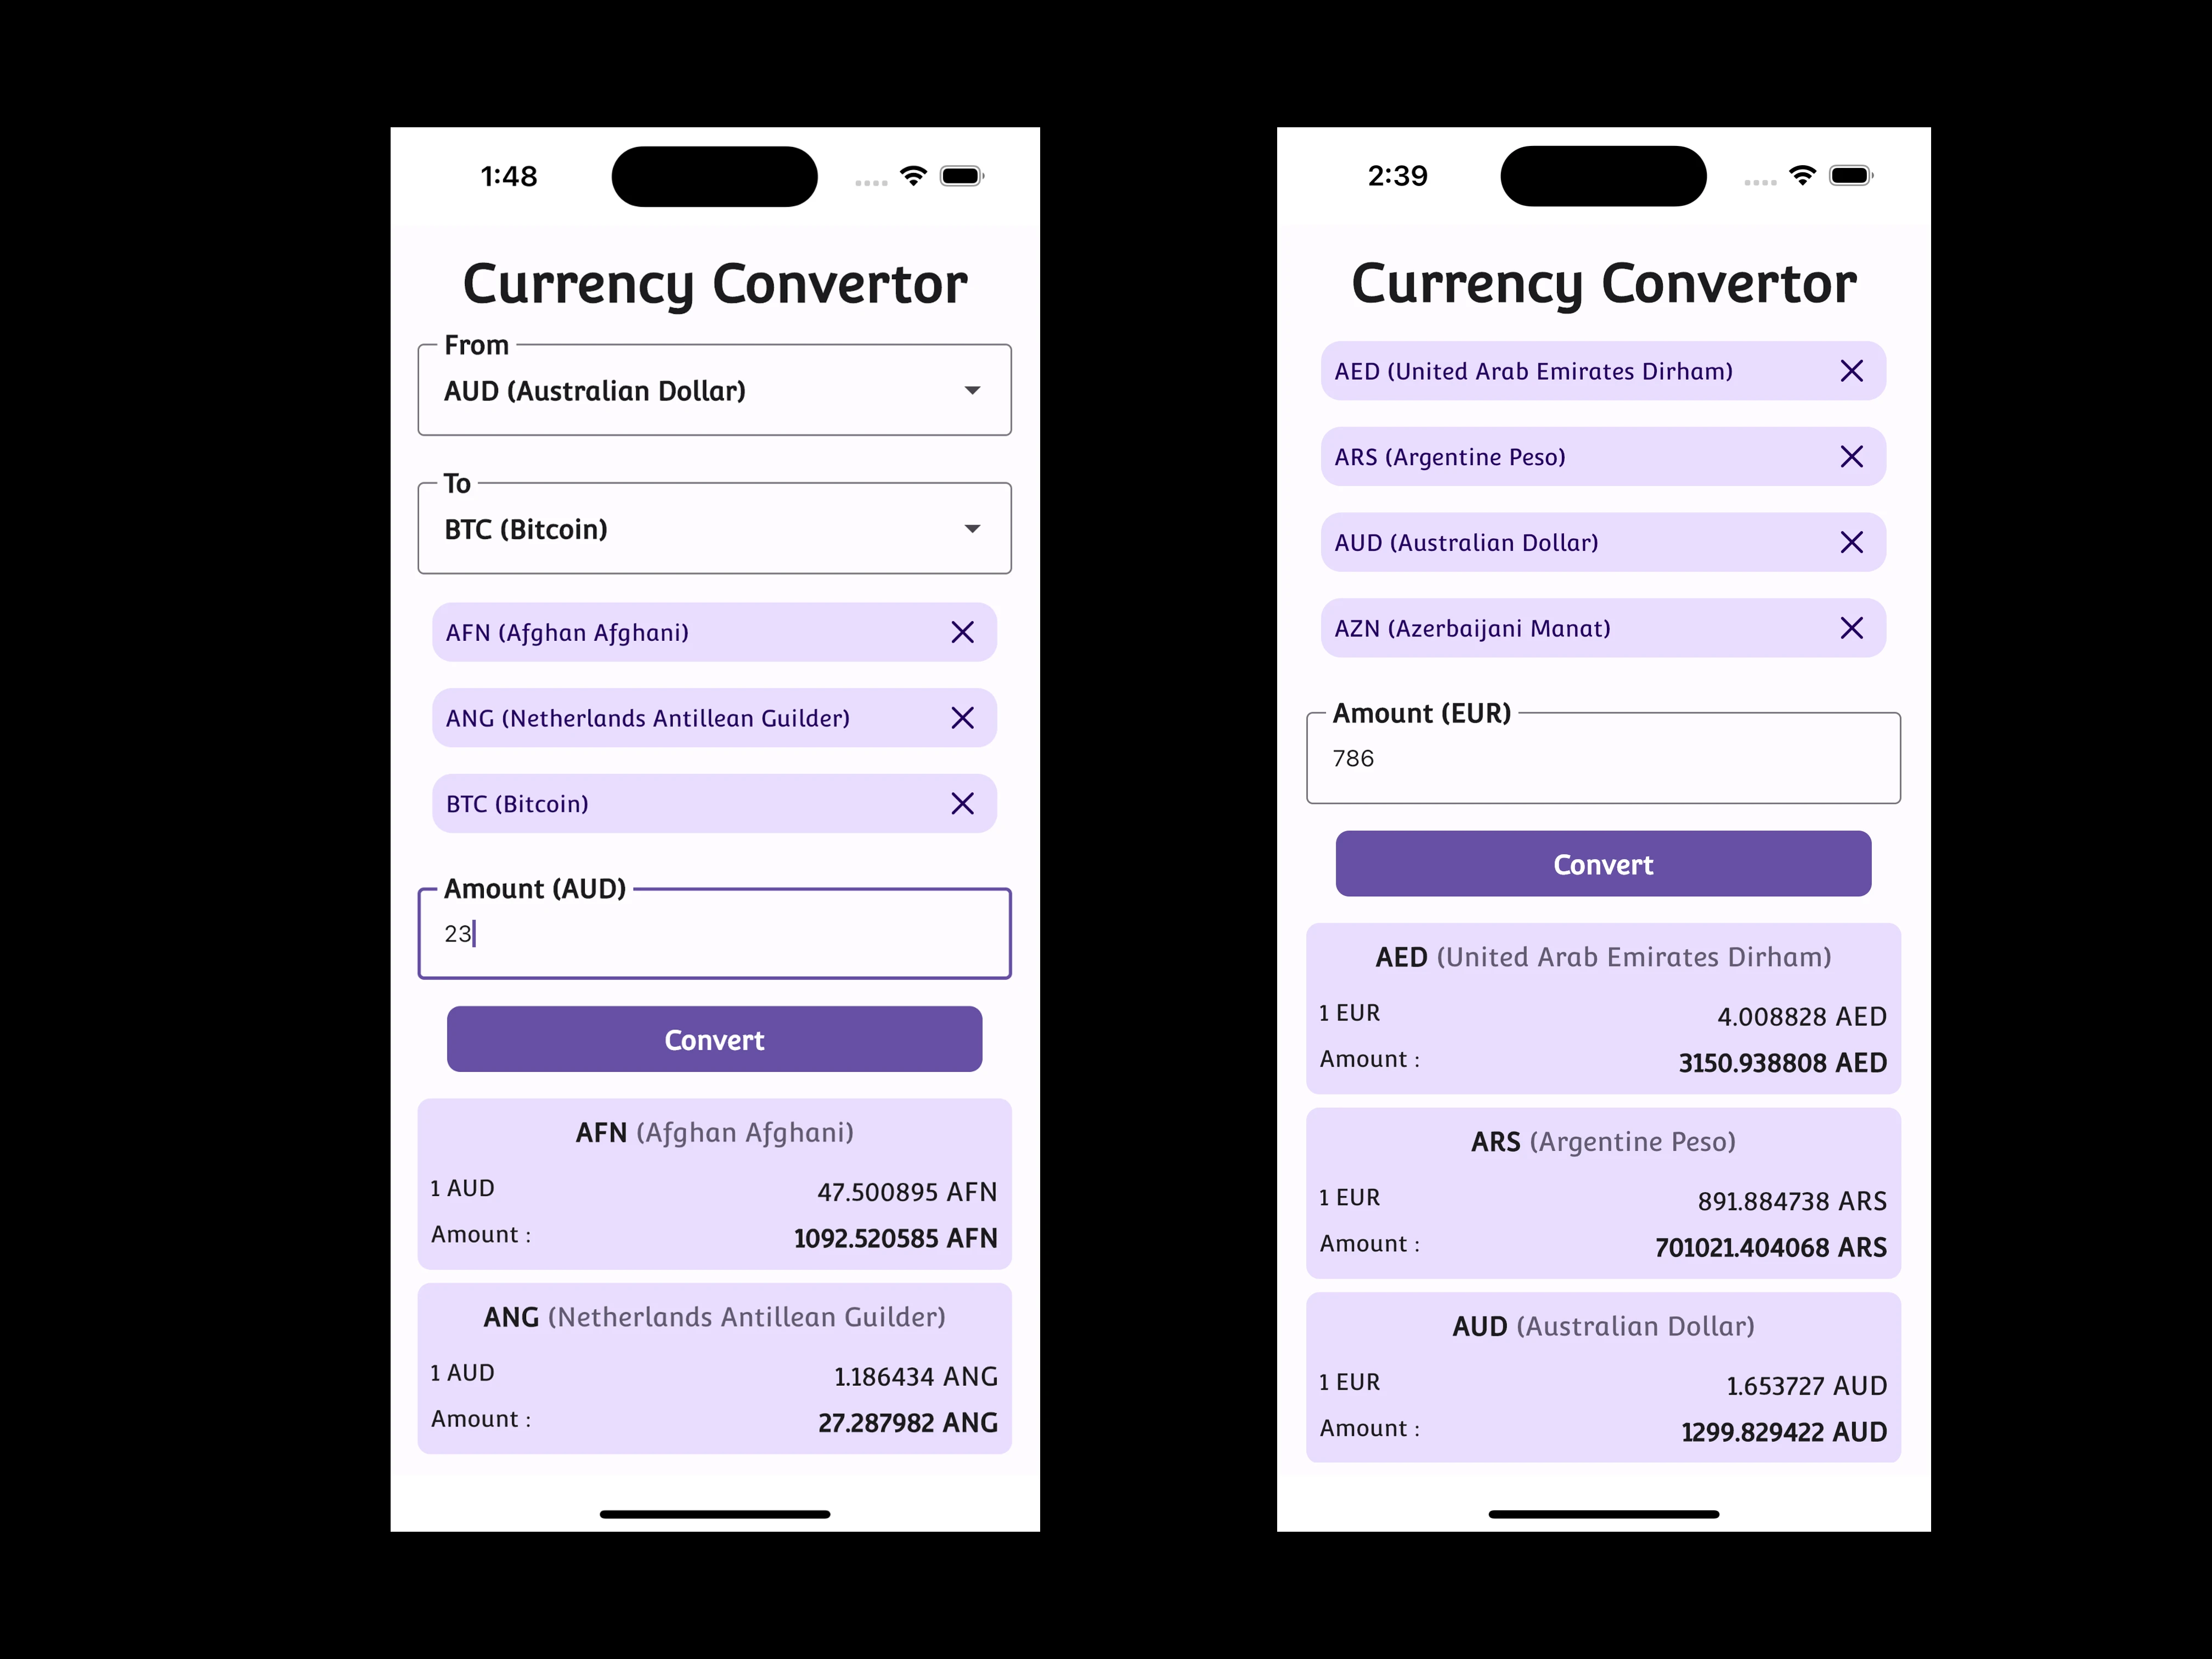 1:48
Currency Convertor
From
AUD (Australian Dollar)
To
BTC (Bitcoin)
AFN (Afghan Afghani)
ANG (Netherlands Antillean Guilder)
BTC (Bitcoin)
Amount (AUD)
23
Convert
AFN (Afghan Afghani)
1 AUD 47.500895 AFN
Amount : 1092.520585 AFN
ANG (Netherlands Antillean Guilder)
1 AUD 1.186434 ANG
Amount : 27.287982 ANG
2:39
Currency Convertor
AED (United Arab Emirates Dirham)
ARS (Argentine Peso)
AUD (Australian Dollar)
AZN (Azerbaijani Manat)
Amount (EUR)
786
Convert
AED (United Arab Emirates Dirham)
1 EUR 4.008828 AED
Amount : 3150.938808 AED
ARS (Argentine Peso)
1 EUR 891.884738 ARS
Amount : 701021.404068 ARS
AUD (Australian Dollar)
1 EUR 1.653727 AUD
Amount : 1299.829422 AUD